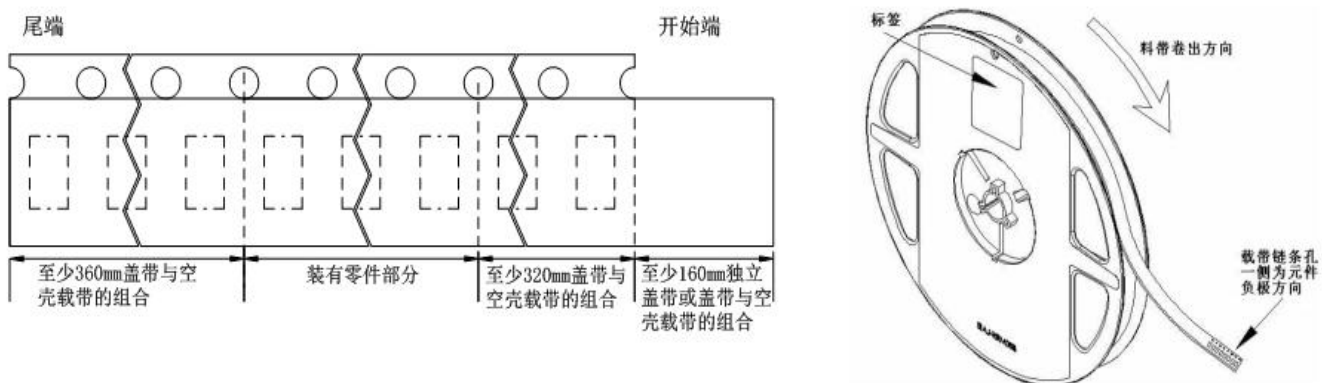 尾端
开始端
至少360mm盖带与空
壳载带的组合
装有零件部分
至少320mm盖带与
空壳载带的组合
至少160mm独立
盖带或盖带与空
壳载带的组合
标签
料带卷出方向
载带链条孔
一侧为元件
负极方向